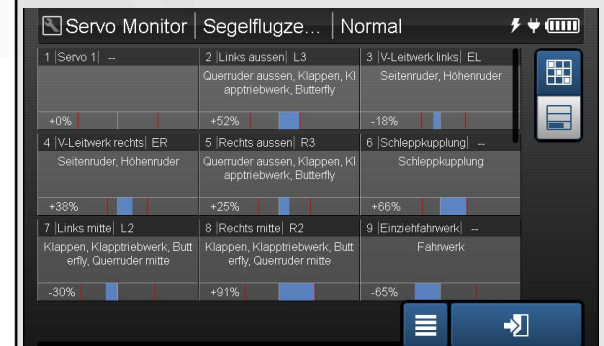 Servo Monitor | Segelflugze... | Normal
1 |Servo 1| --
2 |Links aussen| L3
3 |V-Leitwerk links| EL
Querruder aussen, Klappen, Kl
apptriebwerk, Butterfly
Seitenruder, Höhenruder
+0%
+52%
-18%
4 |V-Leitwerk rechts| ER
5 |Rechts aussen| R3
6 |Schleppkupplung| --
Seitenruder, Höhenruder
Querruder aussen, Klappen, Kl
apptriebwerk, Butterfly
Schleppkupplung
+38%
+25%
+66%
7 |Links mitte| L2
8 |Rechts mitte| R2
9 |Einziehfahrwerk| --
Klappen, Klapptriebwerk, Butt
erfly, Querruder mitte
Klappen, Klapptriebwerk, Butt
erfly, Querruder mitte
Fahrwerk
-30%
+91%
-65%